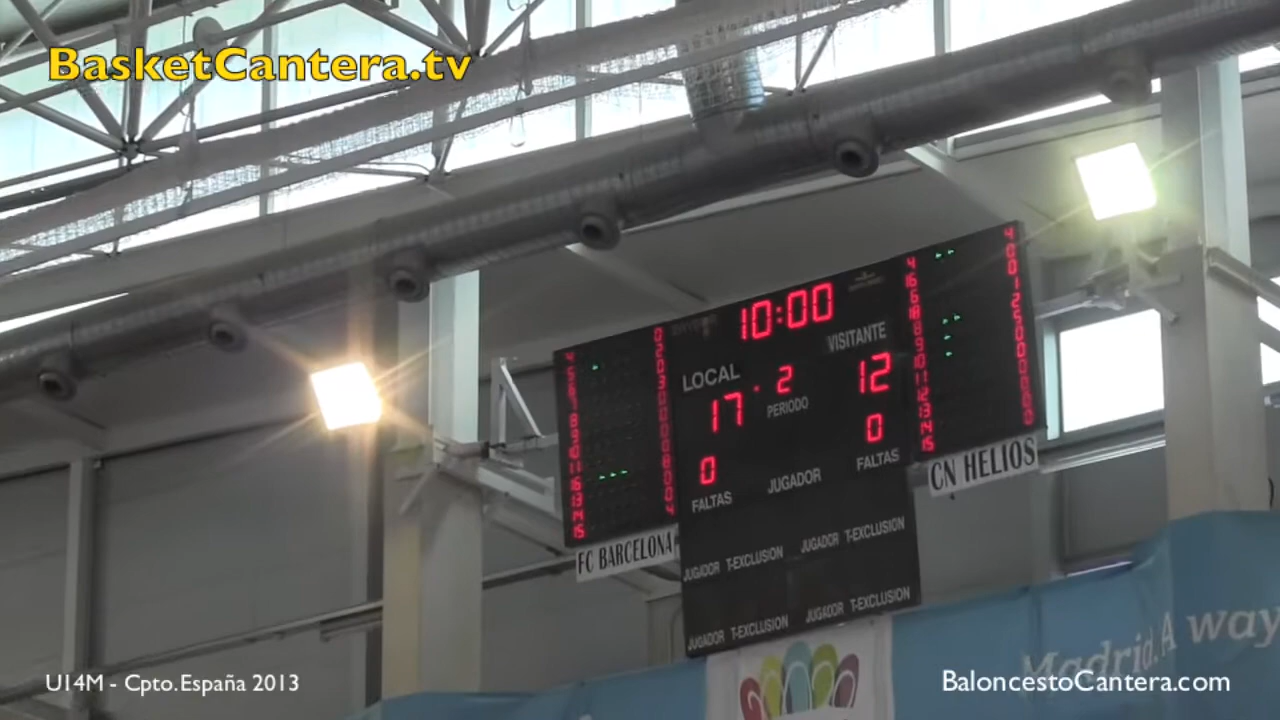 BasketCantera.tv
10:00
LOCAL
VISITANTE
17
2
12
PERIODO
0
0
FALTAS
JUGADOR
FALTAS
FC BARCELONA
CN HELIOS
JUGADOR T-EXCLUSION
JUGADOR T-EXCLUSION
JUGADOR T-EXCLUSION
JUGADOR T-EXCLUSION
Madrid. A way
U14M - Cpto.España 2013
BaloncestoCantera.com